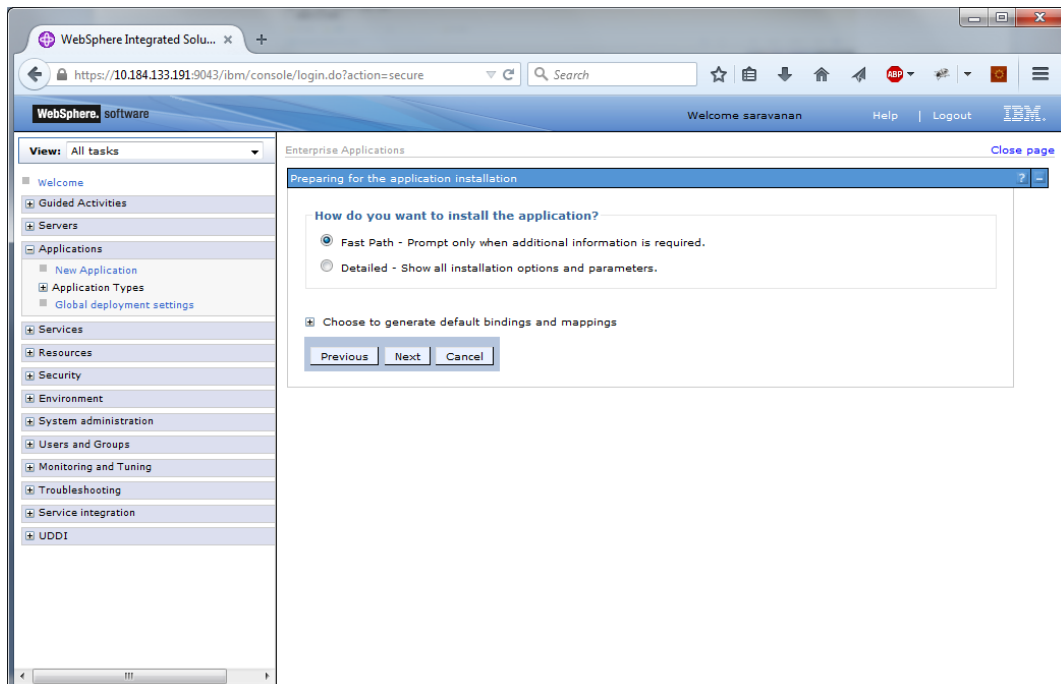 WebSphere Integrated Solu...
https://10.184.133.191:9043/ibm/console/login.do?action=secure
Search
ABP
WebSphere. software
Welcome saravanan
Help | Logout
IBM.
View: All tasks
Welcome
Guided Activities
Servers
Applications
New Application
Application Types
Global deployment settings
Services
Resources
Security
Environment
System administration
Users and Groups
Monitoring and Tuning
Troubleshooting
Service integration
UDDI
Enterprise Applications
Close page
Preparing for the application installation
How do you want to install the application?
Fast Path - Prompt only when additional information is required.
Detailed - Show all installation options and parameters.
Choose to generate default bindings and mappings
Previous
Next
Cancel